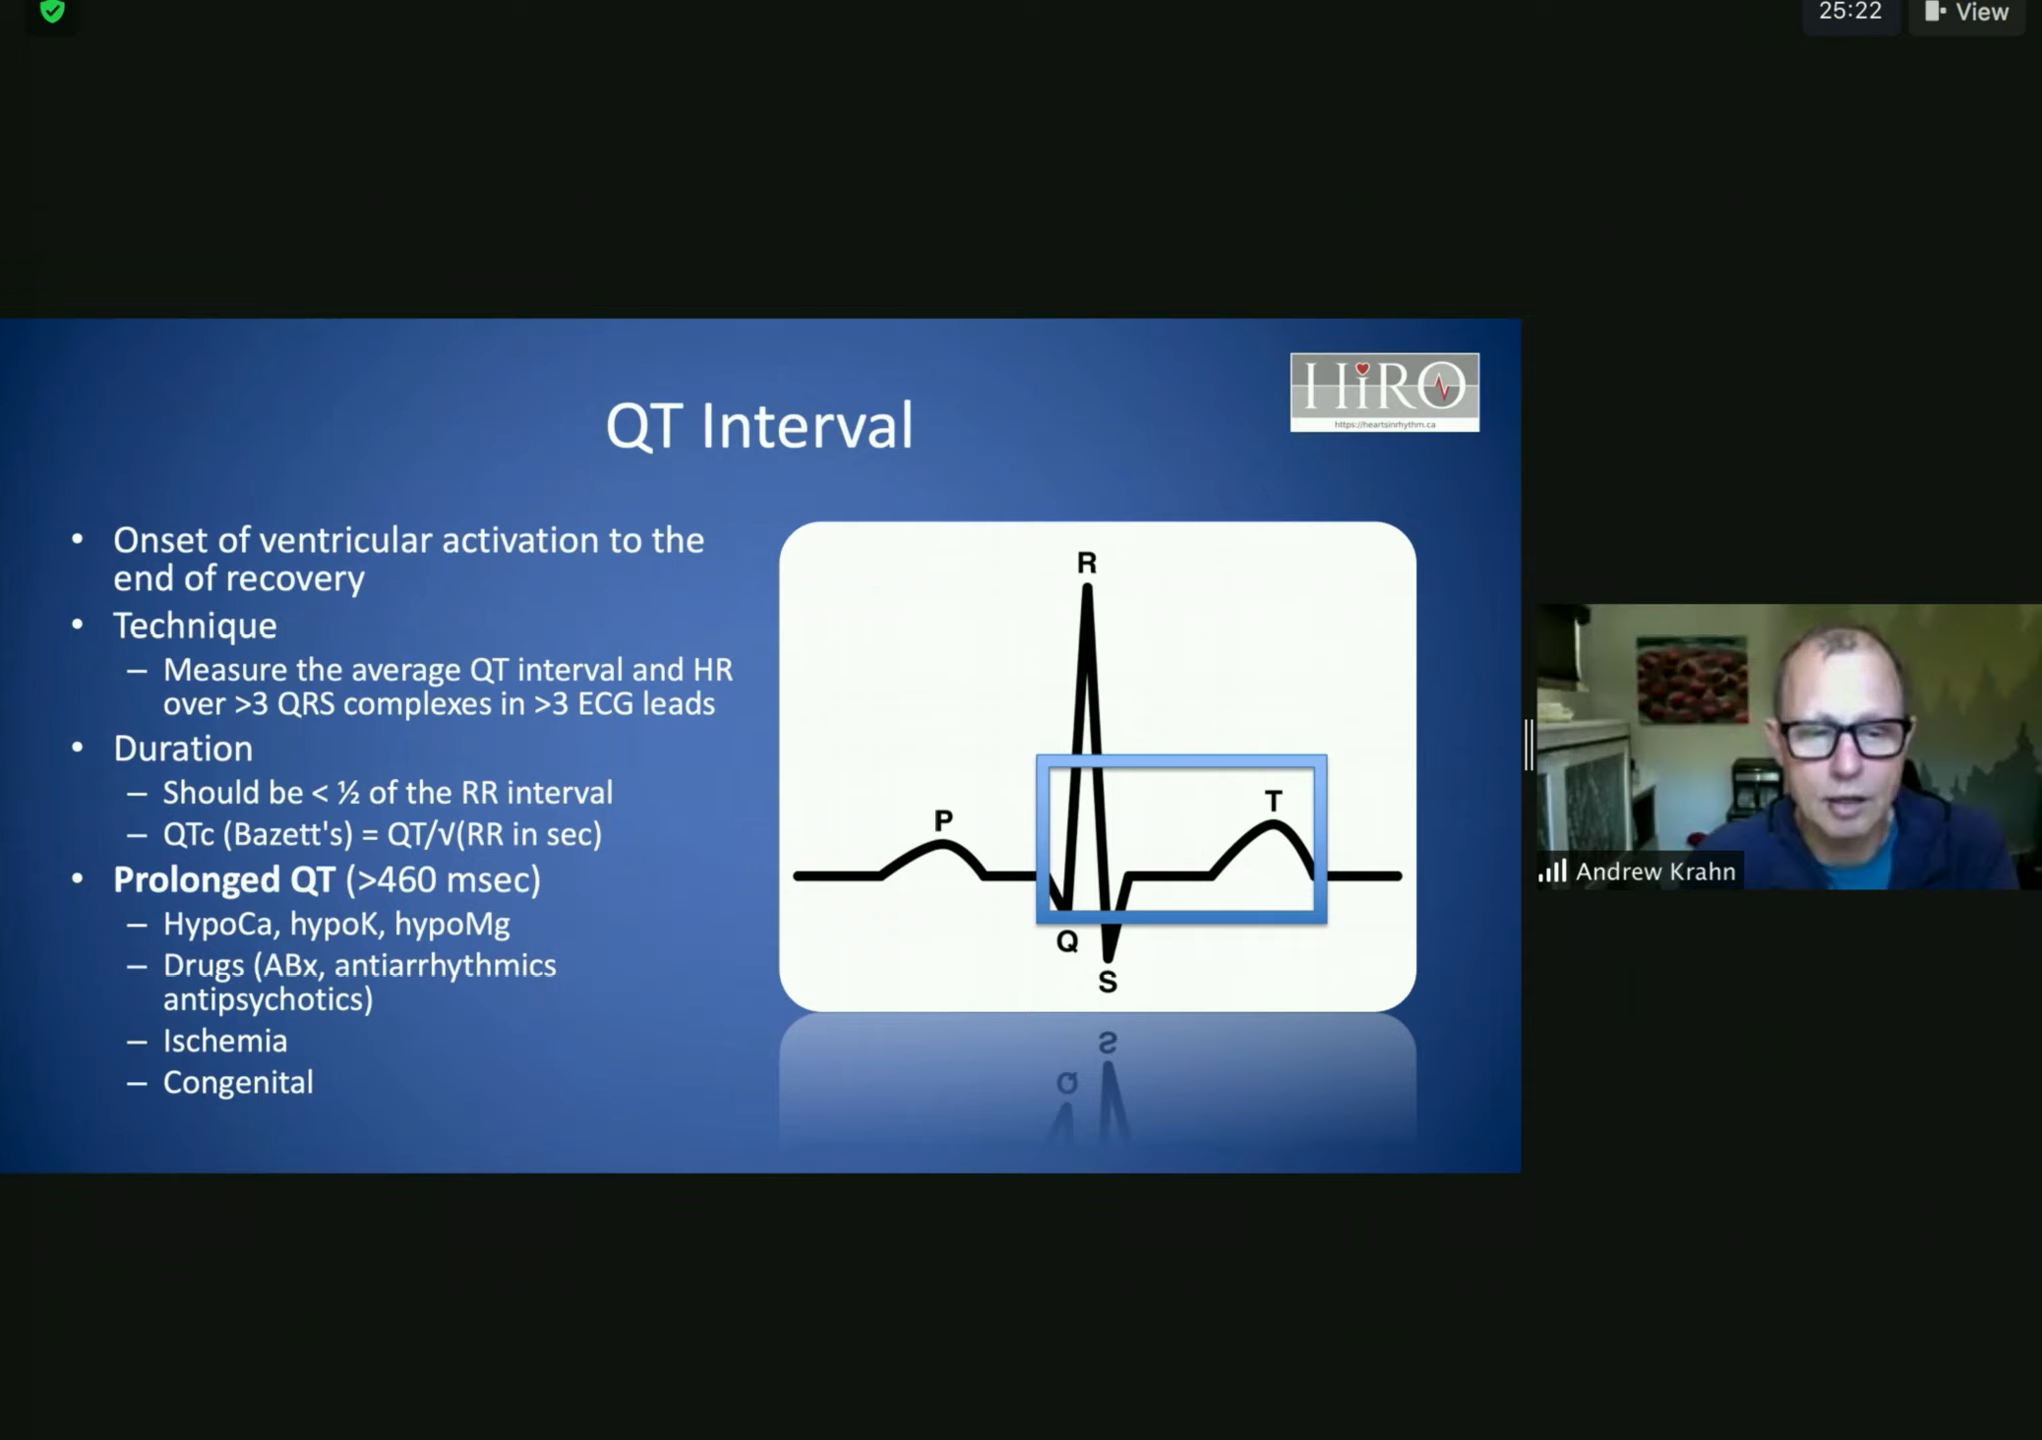 25:22
View
HiRO
https://heartsinrhythm.ca
QT Interval
• Onset of ventricular activation to the
end of recovery
• Technique
– Measure the average QT interval and HR
over >3 QRS complexes in >3 ECG leads
• Duration
– Should be < ½ of the RR interval
– QTc (Bazett's) = QT/√(RR in sec)
• Prolonged QT (>460 msec)
– HypoCa, hypoK, hypoMg
– Drugs (ABx, antiarrhythmics
antipsychotics)
– Ischemia
– Congenital
R
P
T
Q
S
S
Q
Andrew Krahn